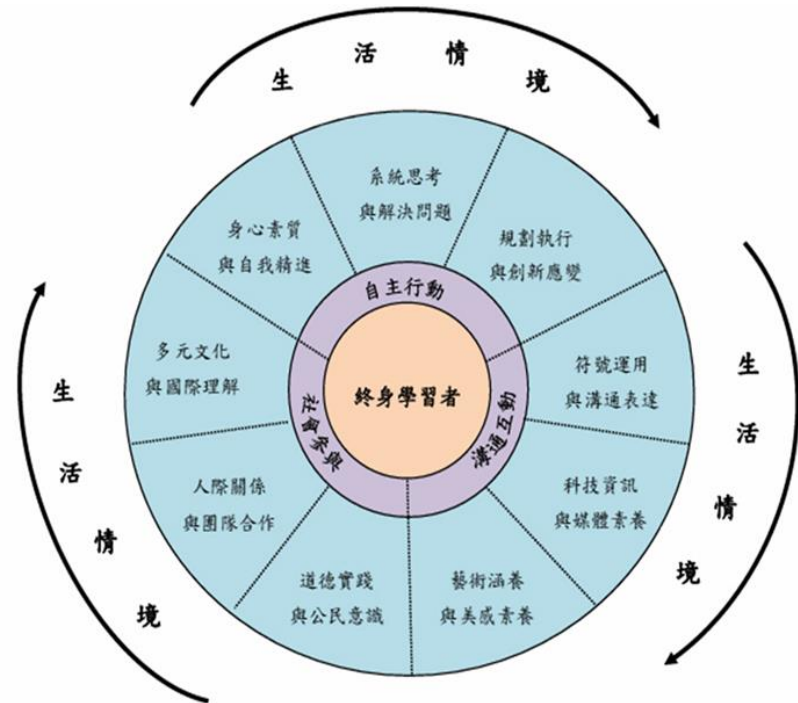 生活情境
系統思考
與解決問題
規劃執行
與創新應變
符號運用
與溝通表達
科技資訊
與媒體素養
藝術涵養
與美感素養
道德實踐
與公民意識
人際關係
與團隊合作
多元文化
與國際理解
身心素質
與自我精進
自主行動
溝通互動
社會參與
終身學習者
生活情境
生活情境